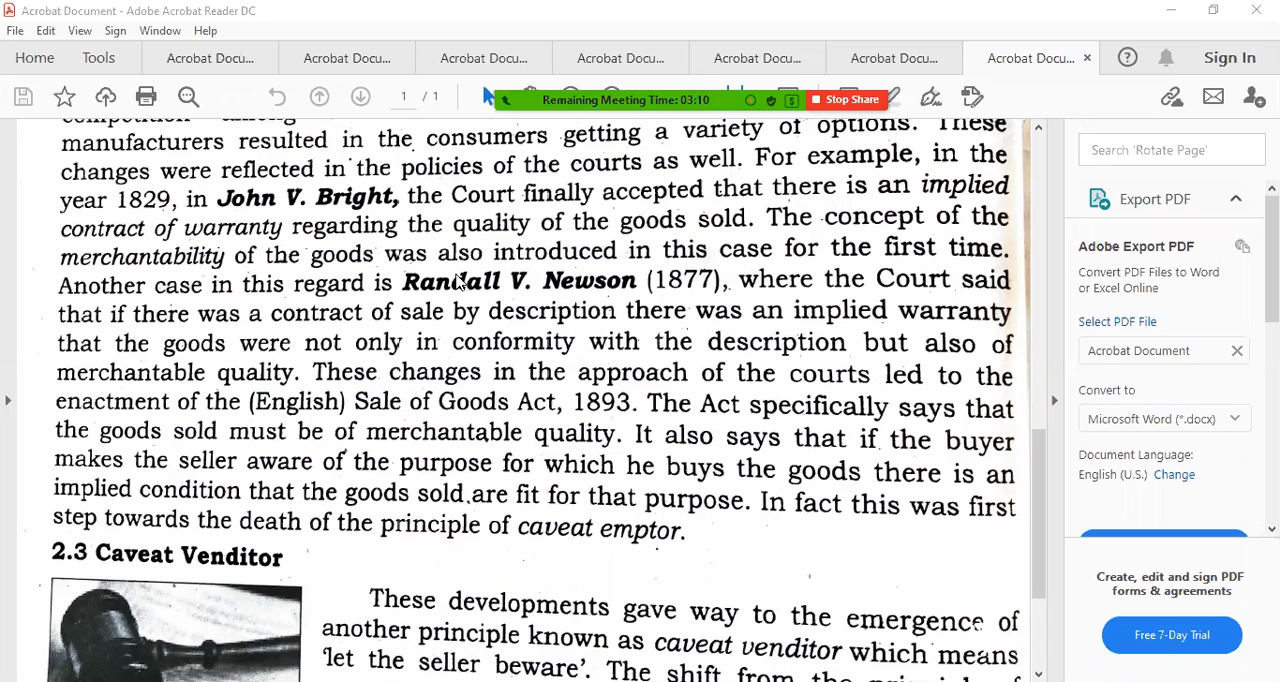 Acrobat Document - Adobe Acrobat Reader DC
File Edit View Sign Window Help
Home Tools Acrobat Docu... Acrobat Docu... Acrobat Docu... Acrobat Docu... Acrobat Docu... Acrobat Docu... Acrobat Docu... × Sign In
1 / 1 Remaining Meeting Time: 03:10 Stop Share
manufacturers resulted in the consumers getting a variety of options. These
changes were reflected in the policies of the courts as well. For example, in the
year 1829, in John V. Bright, the Court finally accepted that there is an implied
contract of warranty regarding the quality of the goods sold. The concept of the
merchantability of the goods was also introduced in this case for the first time.
Another case in this regard is Randall V. Newson (1877), where the Court said
that if there was a contract of sale by description there was an implied warranty
that the goods were not only in conformity with the description but also of
merchantable quality. These changes in the approach of the courts led to the
enactment of the (English) Sale of Goods Act, 1893. The Act specifically says that
the goods sold must be of merchantable quality. It also says that if the buyer
makes the seller aware of the purpose for which he buys the goods there is an
implied condition that the goods sold are fit for that purpose. In fact this was first
step towards the death of the principle of caveat emptor.
2.3 Caveat Venditor
These developments gave way to the emergence of
another principle known as caveat venditor which means
'let the seller beware'. The shift from the
Search 'Rotate Page'
Export PDF
Adobe Export PDF
Convert PDF Files to Word
or Excel Online
Select PDF File
Acrobat Document
Convert to
Microsoft Word (*.docx)
Document Language:
English (U.S.) Change
Create, edit and sign PDF
forms & agreements
Free 7-Day Trial